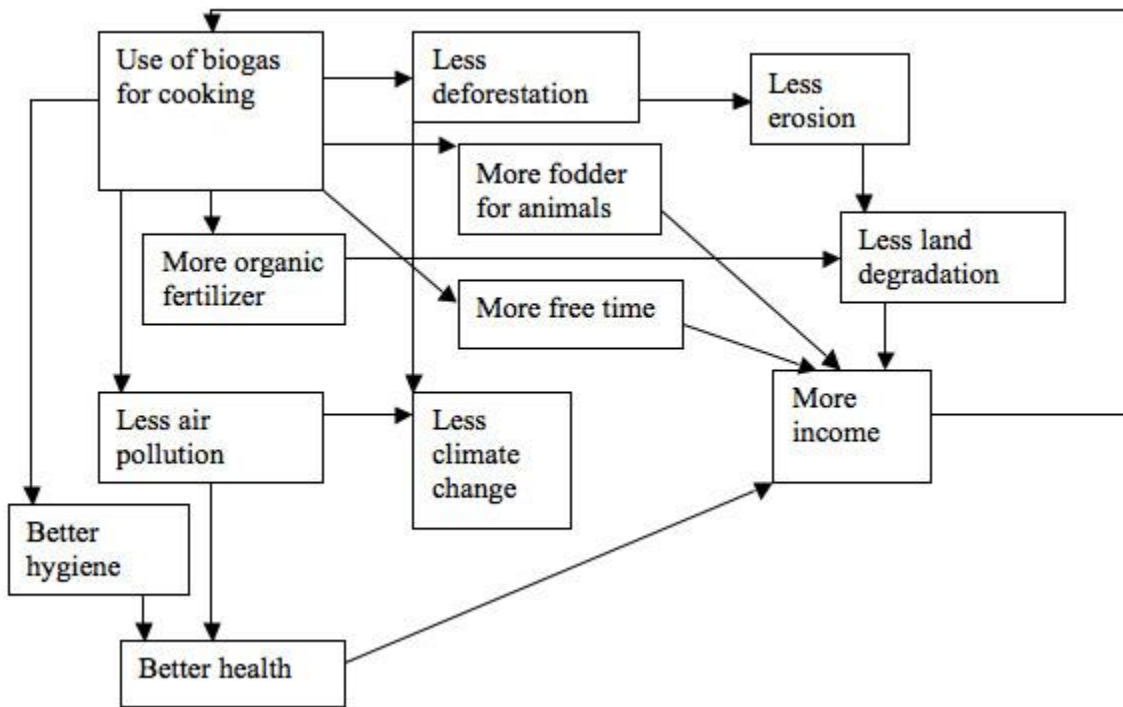 Use of biogas
for cooking
Less
deforestation
Less
erosion
More fodder
for animals
Less land
degradation
More organic
fertilizer
More free time
More
income
Less air
pollution
Less
climate
change
Better
hygiene
Better health